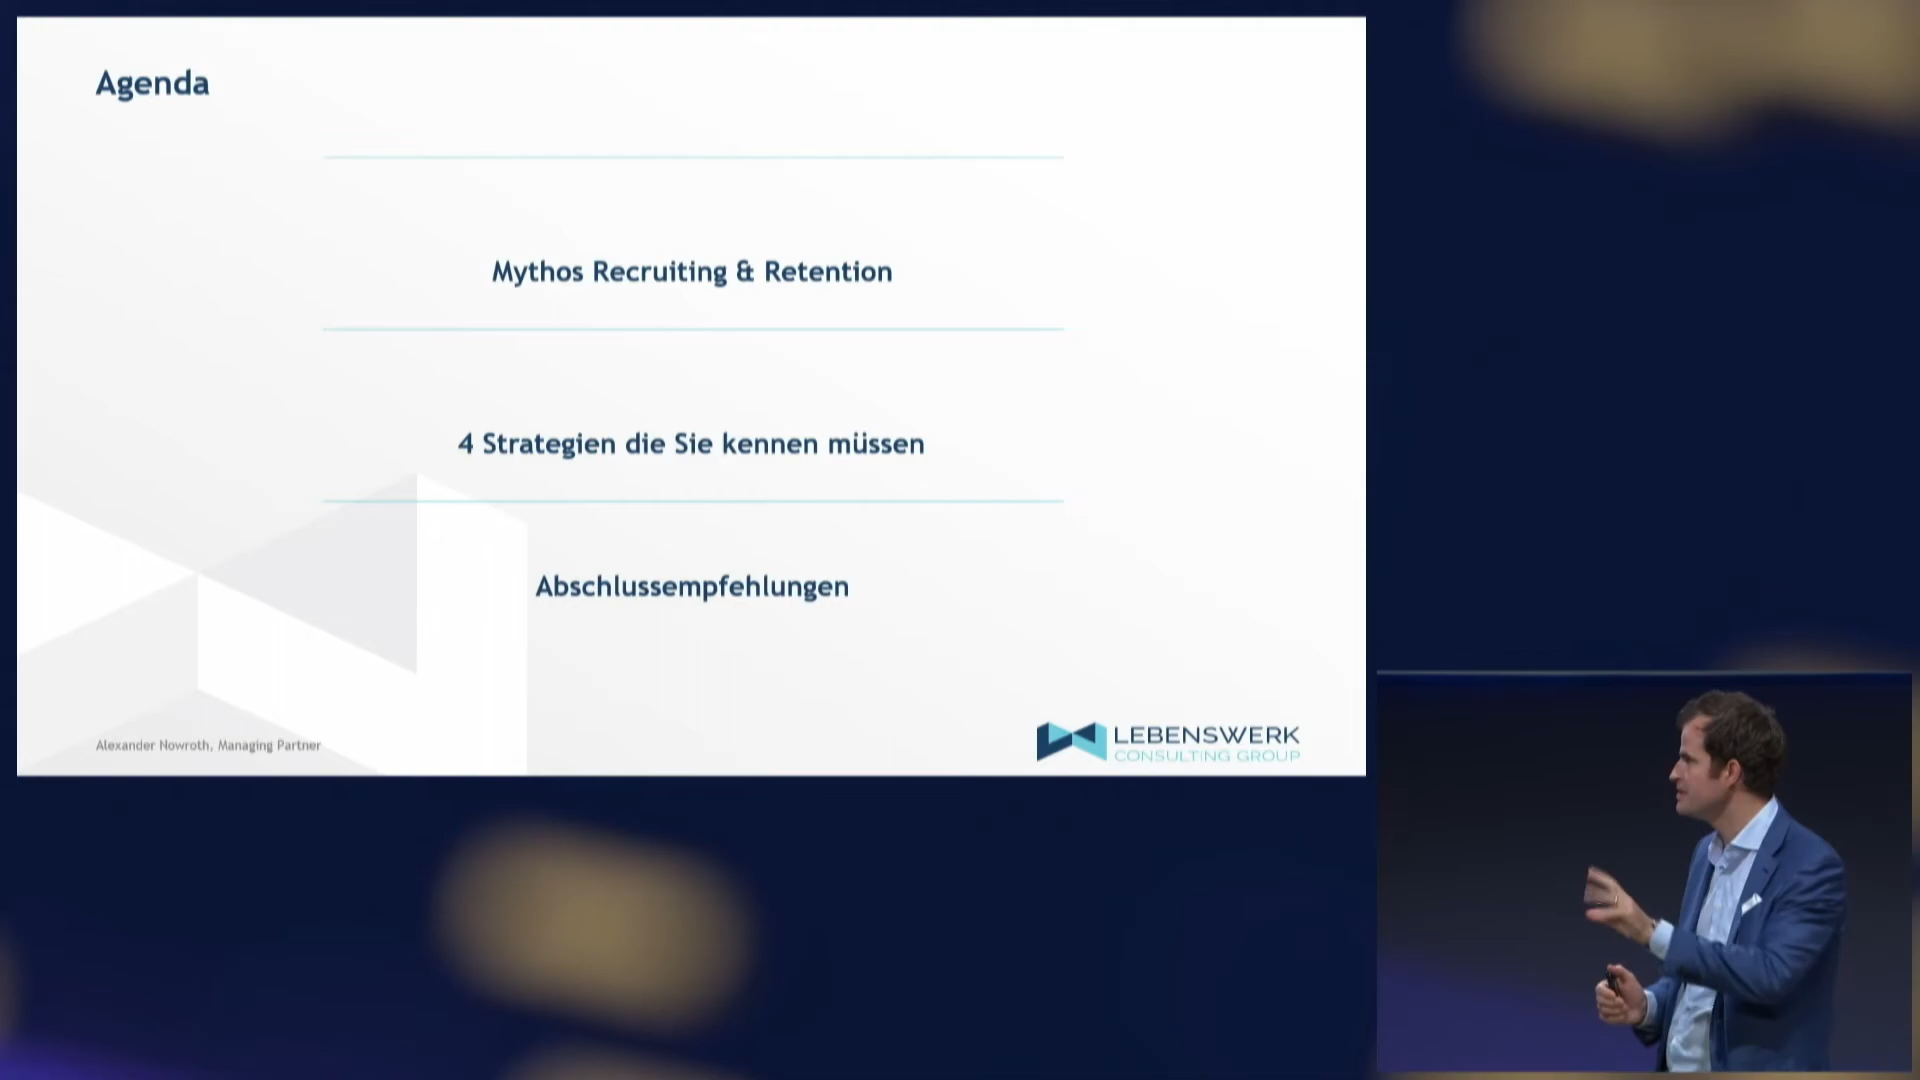 Agenda
Mythos Recruiting & Retention
4 Strategien die Sie kennen müssen
Abschlussempfehlungen
Alexander Nowroth, Managing Partner
LEBENSWERK
CONSULTING GROUP